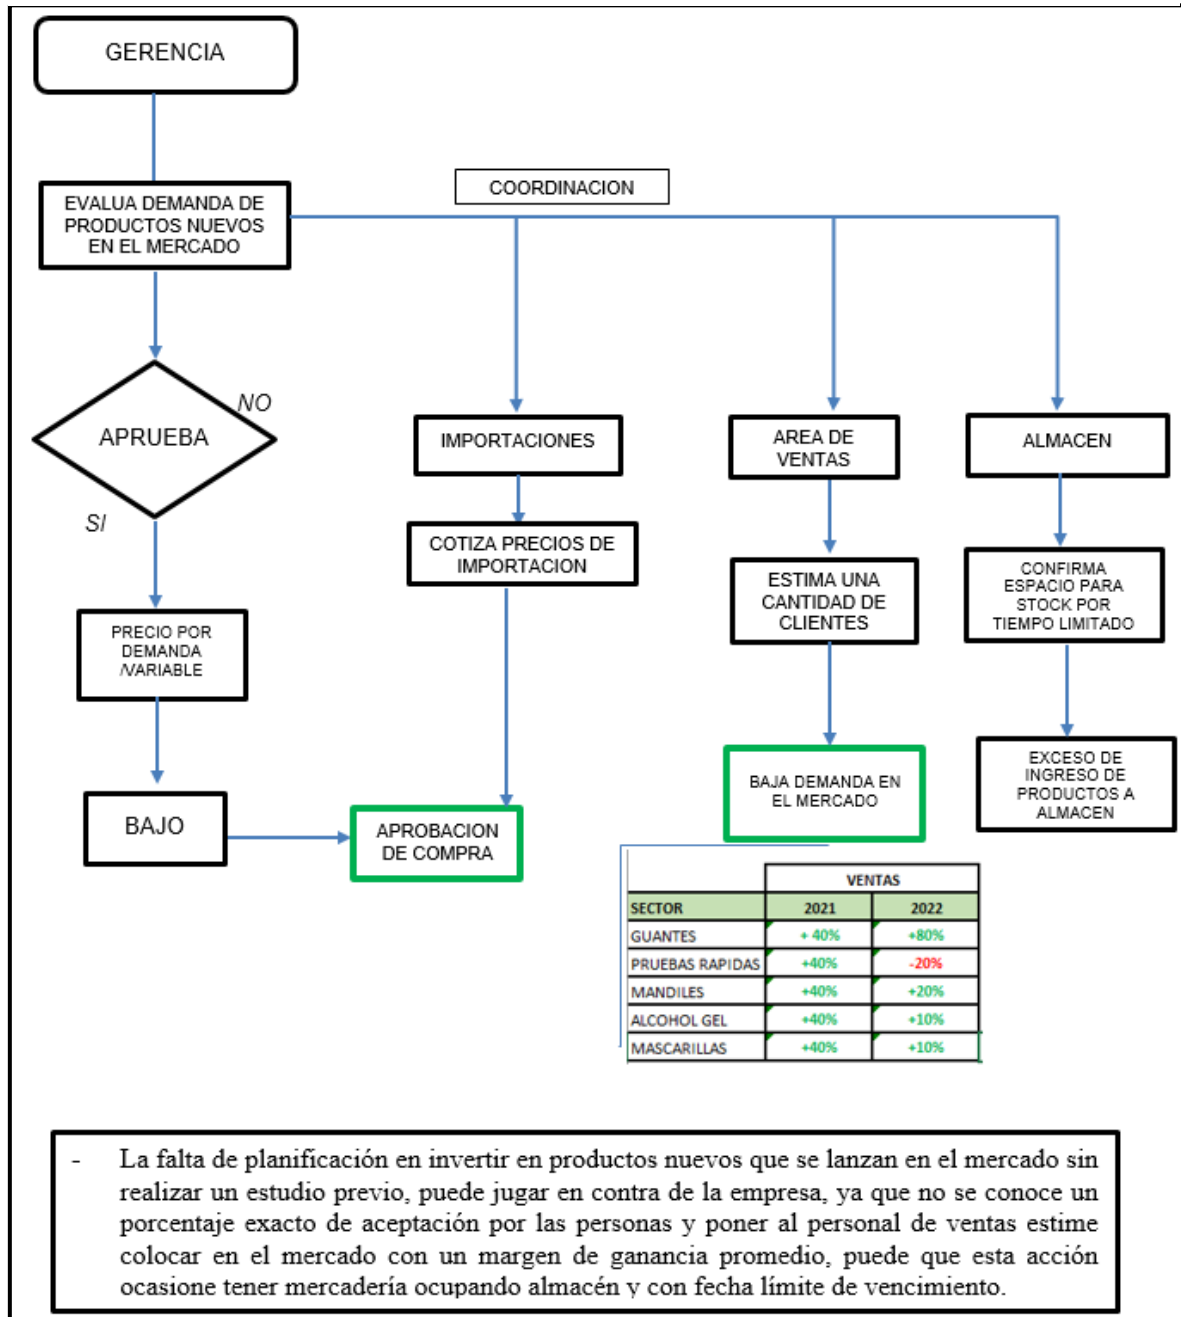 GERENCIA
COORDINACION
EVALUA DEMANDA DE
PRODUCTOS NUEVOS
EN EL MERCADO
NO
APRUEBA
SI
IMPORTACIONES
AREA DE
VENTAS
ALMACEN
COTIZA PRECIOS DE
IMPORTACION
ESTIMA UNA
CANTIDAD DE
CLIENTES
CONFIRMA
ESPACIO PARA
STOCK POR
TIEMPO LIMITADO
PRECIO POR
DEMANDA
/VARIABLE
BAJO
APROBACION
DE COMPRA
BAJA DEMANDA EN
EL MERCADO
EXCESO DE
INGRESO DE
PRODUCTOS A
ALMACEN
VENTAS
SECTOR 2021 2022
GUANTES + 40% +80%
PRUEBAS RAPIDAS +40% -20%
MANDILES +40% +20%
ALCOHOL GEL +40% +10%
MASCARILLAS +40% +10%
- La falta de planificación en invertir en productos nuevos que se lanzan en el mercado sin
realizar un estudio previo, puede jugar en contra de la empresa, ya que no se conoce un
porcentaje exacto de aceptación por las personas y poner al personal de ventas estime
colocar en el mercado con un margen de ganancia promedio, puede que esta acción
ocasione tener mercadería ocupando almacén y con fecha límite de vencimiento.